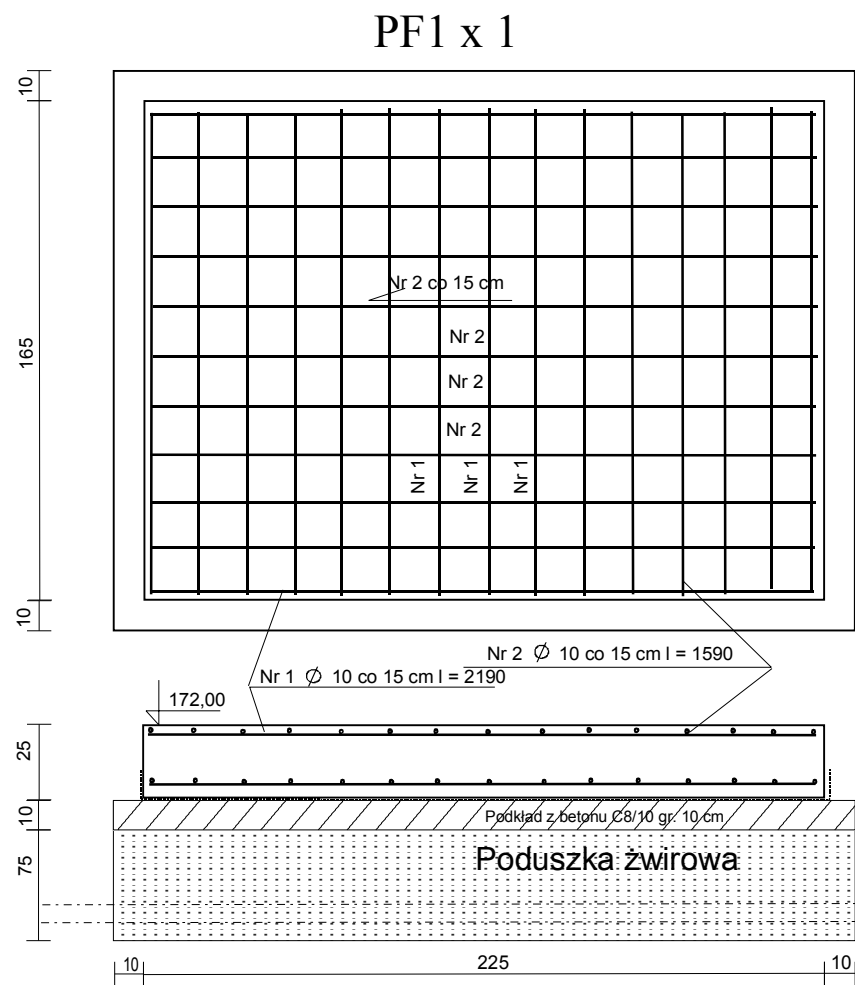 PF1 x 1
10
165
10
Nr 2 co 15 cm
Nr 2
Nr 2
Nr 2
Nr 1
Nr 1
Nr 1
Nr 2 Ø 10 co 15 cm l = 1590
Nr 1 Ø 10 co 15 cm l = 2190
172,00
25
10
75
Podkład z betonu C8/10 gr. 10 cm
Poduszka żwirowa
10
225
10